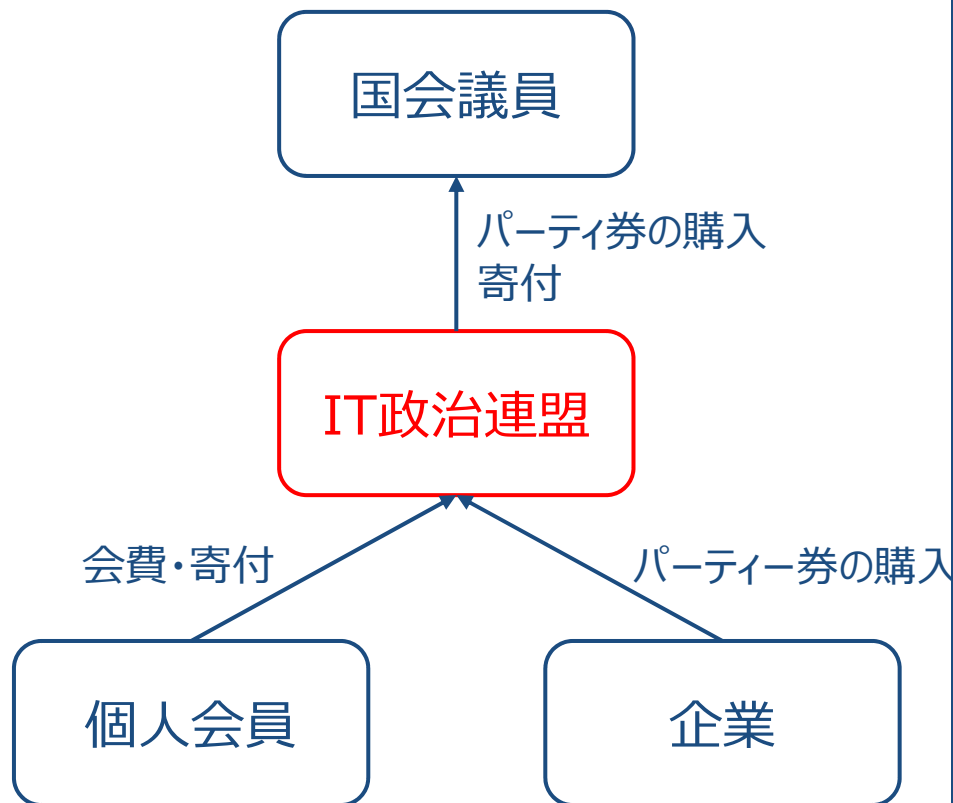 国会議員
パーティ券の購入
寄付
IT政治連盟
会費・寄付
パーティー券の購入
個人会員
企業